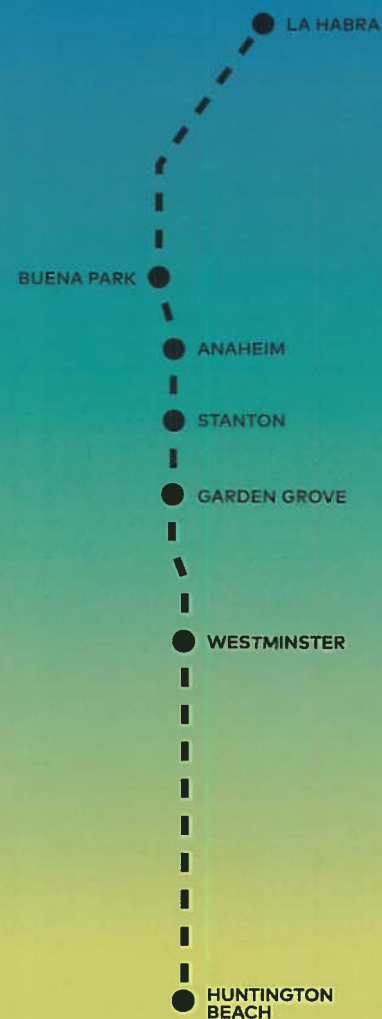 LA HABRA
BUENA PARK
ANAHEIM
STANTON
GARDEN GROVE
WESTMINSTER
HUNTINGTON
BEACH